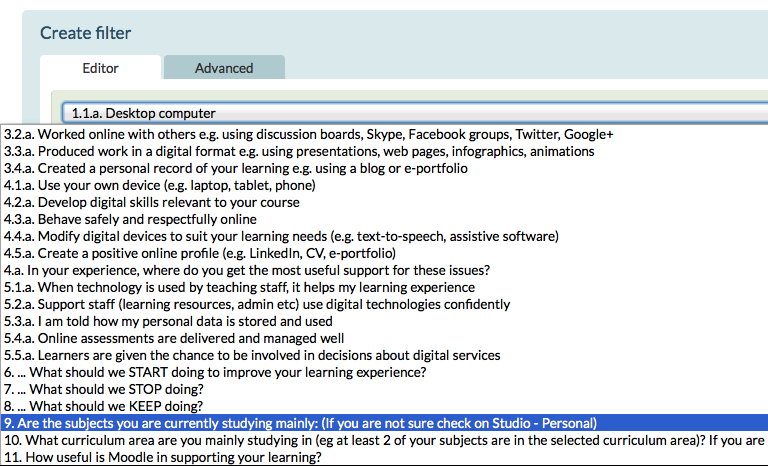 Create filter
Editor
Advanced
1.1.a. Desktop computer
3.2.a. Worked online with others e.g. using discussion boards, Skype, Facebook groups, Twitter, Google+
3.3.a. Produced work in a digital format e.g. using presentations, web pages, infographics, animations
3.4.a. Created a personal record of your learning e.g. using a blog or e-portfolio
4.1.a. Use your own device (e.g. laptop, tablet, phone)
4.2.a. Develop digital skills relevant to your course
4.3.a. Behave safely and respectfully online
4.4.a. Modify digital devices to suit your learning needs (e.g. text-to-speech, assistive software)
4.5.a. Create a positive online profile (e.g. LinkedIn, CV, e-portfolio)
4.a. In your experience, where do you get the most useful support for these issues?
5.1.a. When technology is used by teaching staff, it helps my learning experience
5.2.a. Support staff (learning resources, admin etc) use digital technologies confidently
5.3.a. I am told how my personal data is stored and used
5.4.a. Online assessments are delivered and managed well
5.5.a. Learners are given the chance to be involved in decisions about digital services
6. ... What should we START doing to improve your learning experience?
7. ... What should we STOP doing?
8. ... What should we KEEP doing?
9. Are the subjects you are currently studying mainly: (If you are not sure check on Studio - Personal)
10. What curriculum area are you mainly studying in (eg at least 2 of your subjects are in the selected curriculum area)? If you are
11. How useful is Moodle in supporting your learning?